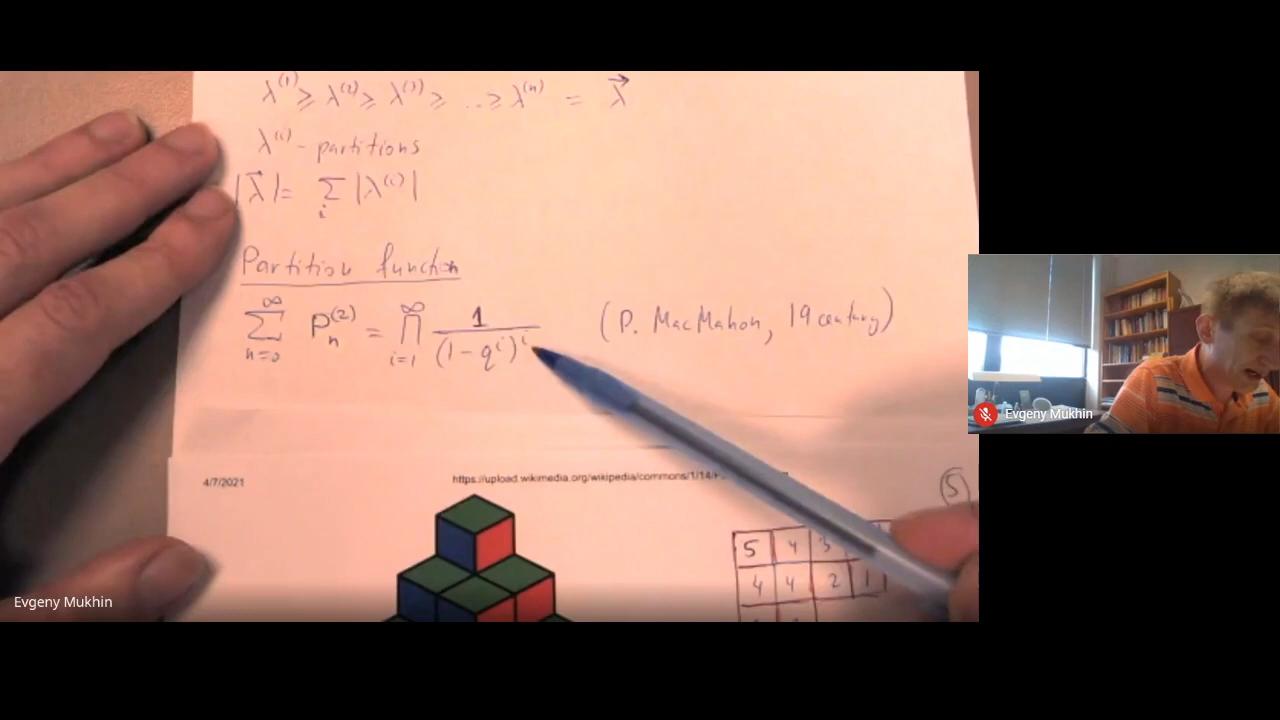 λ⁽¹⁾ ≥ λ⁽²⁾ ≥ λ⁽³⁾ ≥ ... ≥ λ⁽ⁿ⁾ = λ⃗
λ⁽ⁱ⁾ - partitions
|λ⃗| = Σ_i |λ⁽ⁱ⁾|
Partition function
Σ_{n=0}^{∞} P_n^{(2)} = ∏_{i=1}^{∞} 1/(1-q^i)^i (P. MacMahon, 19 century)
4/7/2021
https://upload.wikimedia.org/wikipedia/commons/1/14/
5
5 4 3
4 4 2 1
Evgeny Mukhin
Evgeny Mukhin